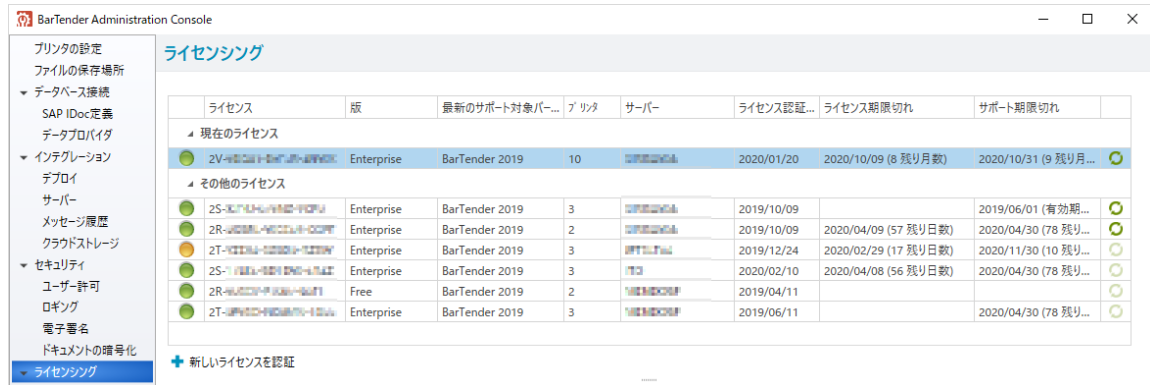 BarTender Administration Console
プリンタの設定
ファイルの保存場所
データベース接続
SAP IDoc定義
データプロバイダ
インテグレーション
デプロイ
サーバー
メッセージ履歴
クラウドストレージ
セキュリティ
ユーザー許可
ロギング
電子署名
ドキュメントの暗号化
ライセンシング
ライセンシング
ライセンス 版 最新のサポート対象バー... プリンタ サーバー ライセンス認証... ライセンス期限切れ サポート期限切れ
現在のライセンス
2V- Enterprise BarTender 2019 10 2020/01/20 2020/10/09 (8 残り月数) 2020/10/31 (9 残り月...
その他のライセンス
2S- Enterprise BarTender 2019 3 2019/10/09 2019/06/01 (有効期...
2R- Enterprise BarTender 2019 2 2019/10/09 2020/04/09 (57 残り日数) 2020/04/30 (78 残り...
2T- Enterprise BarTender 2019 3 2019/12/24 2020/02/29 (17 残り日数) 2020/11/30 (10 残り...
2S- Enterprise BarTender 2019 3 2020/02/10 2020/04/08 (56 残り日数) 2020/04/30 (78 残り...
2R- Free BarTender 2019 2 2019/04/11
2T- Enterprise BarTender 2019 3 2019/06/11 2020/04/30 (78 残り...
新しいライセンスを認証